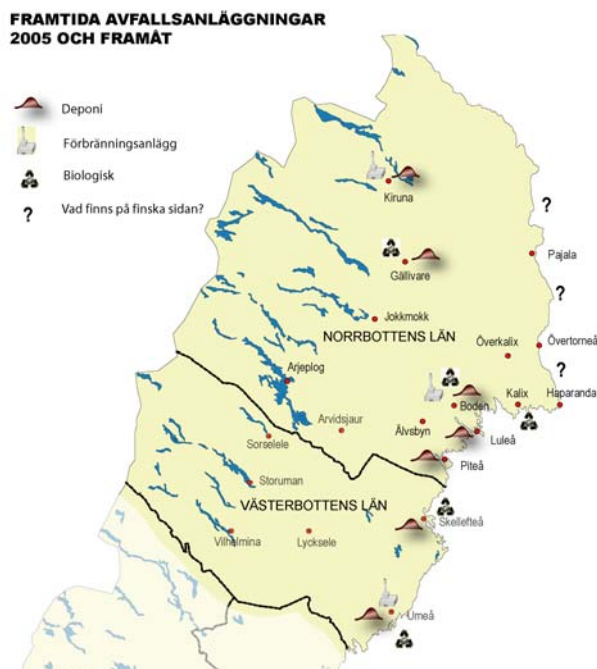 FRAMTIDA AVFALLSANLÄGGNINGAR
2005 OCH FRAMÅT
Deponi
Förbränningsanlägg
Biologisk
? Vad finns på finska sidan?
Kiruna
?
Pajala
Gällivare
?
Jokkmokk
NORRBOTTENS LÄN
Övertorneå
Överkalix
?
Arjeplog
Boden
Kalix
Haparanda
Arvidsjaur
Älvsbyn
Luleå
Sorselele
Piteå
Storuman
VÄSTERBOTTENS LÄN
Skellefteå
Vilhelmina
Lycksele
Umeå